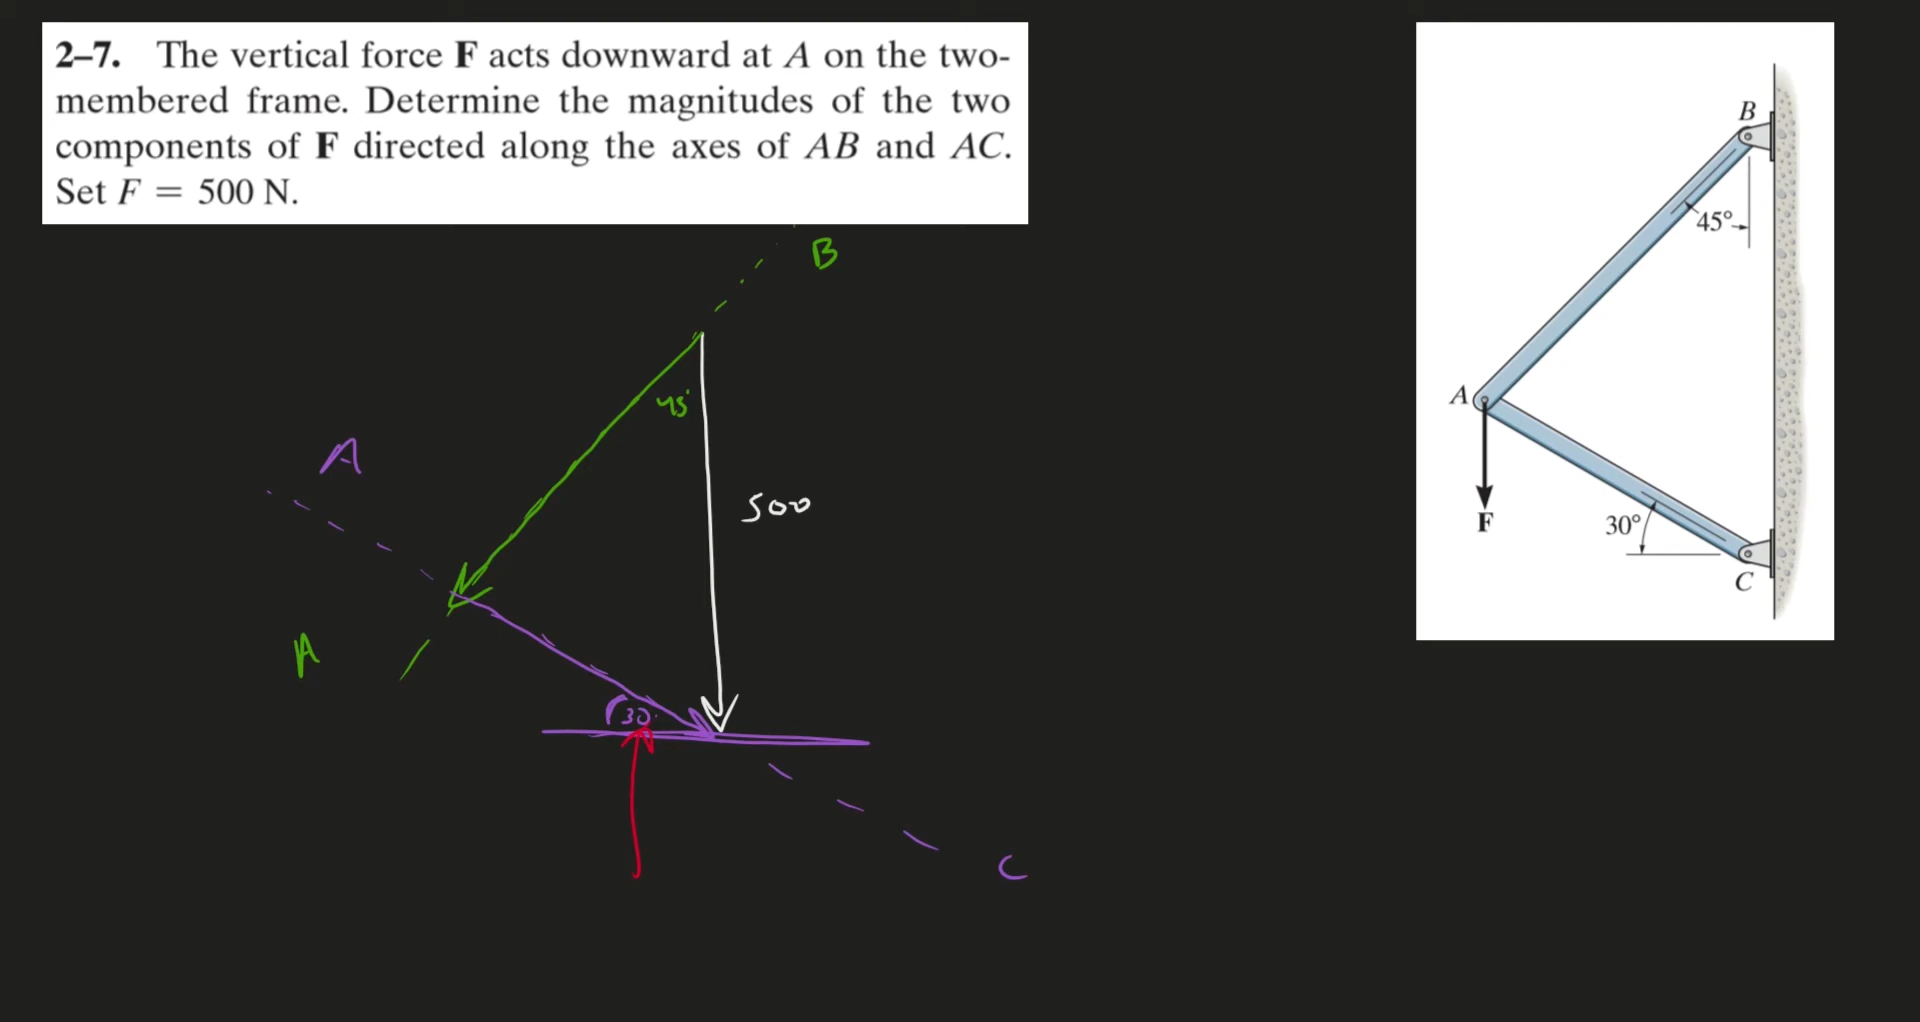 2–7. The vertical force F acts downward at A on the two-
membered frame. Determine the magnitudes of the two
components of F directed along the axes of AB and AC.
Set F = 500 N.
B
45°
A
500
A
30°
C
B
45°
A
F
30°
C